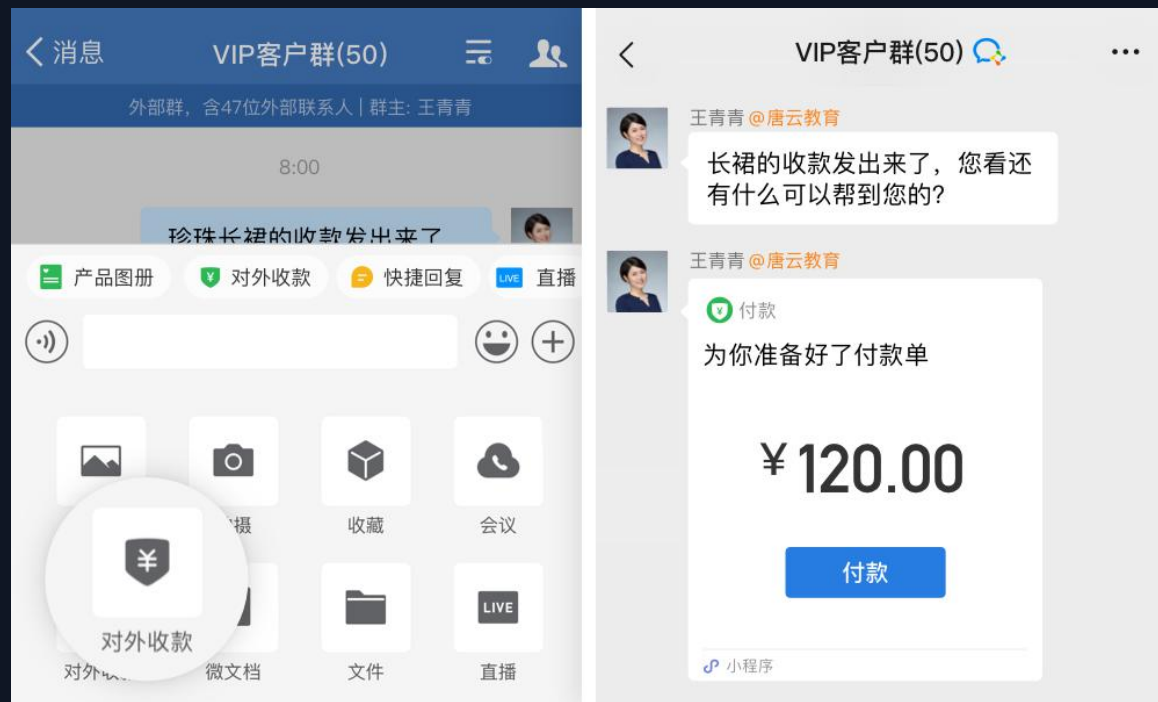 消息
VIP客户群(50)
外部群，含47位外部联系人 | 群主: 王青青
8:00
珍珠长裙的收款发出来了
产品图册
对外收款
快捷回复
LIVE 直播
收藏
会议
对外收款
微文档
文件
LIVE
直播
VIP客户群(50)
王青青@唐云教育
长裙的收款发出来了，您看还
有什么可以帮到您的?
王青青@唐云教育
付款
为你准备好了付款单
¥120.00
付款
小程序